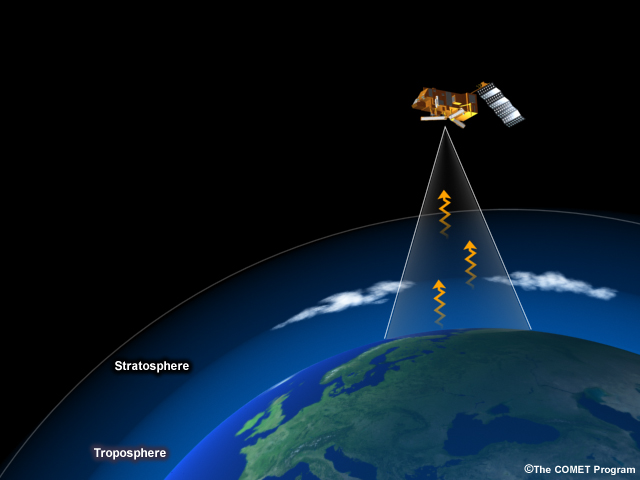 Stratosphere
Troposphere
©The COMET Program